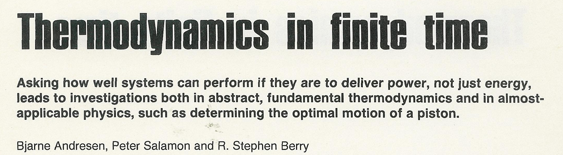 Thermodynamics in finite time
Asking how well systems can perform if they are to deliver power, not just energy,
leads to investigations both in abstract, fundamental thermodynamics and in almost-
applicable physics, such as determining the optimal motion of a piston.
Bjarne Andresen, Peter Salamon and R. Stephen Berry